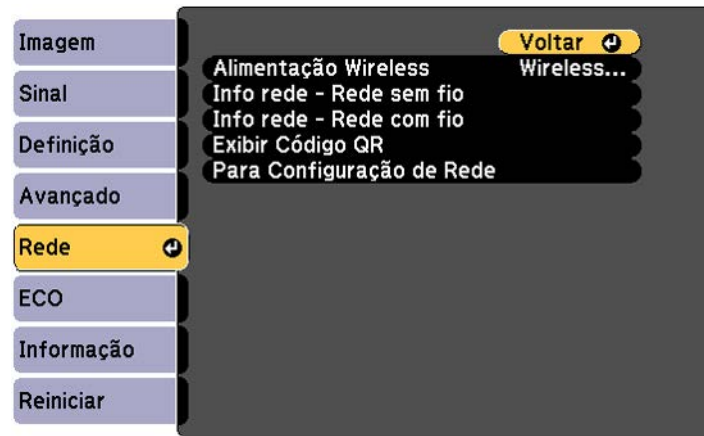 Imagem
Sinal
Definição
Avançado
Rede
ECO
Informação
Reiniciar
Voltar
Alimentação Wireless Wireless...
Info rede - Rede sem fio
Info rede - Rede com fio
Exibir Código QR
Para Configuração de Rede